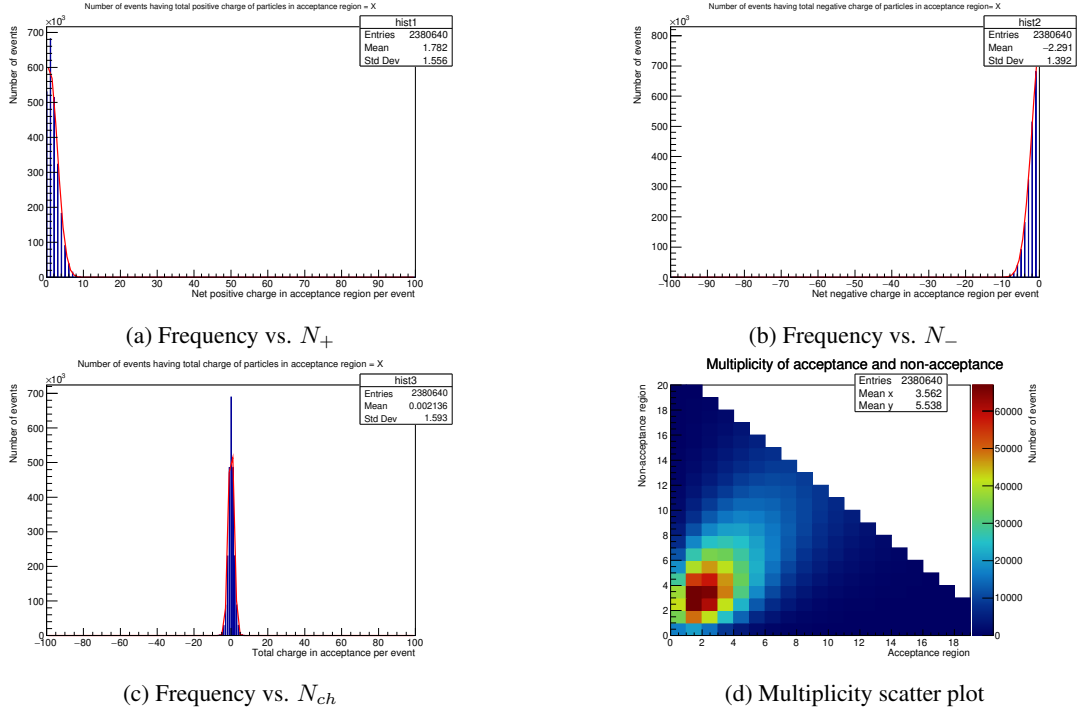 Number of events having total positive charge of particles in acceptance region = X
×10³
hist1
Entries 2380640
Mean 1.782
Std Dev 1.556
Number of events
700
600
500
400
300
200
100
0
0 10 20 30 40 50 60 70 80 90 100
Net positive charge in acceptance region per event
(a) Frequency vs. N₊
Number of events having total negative charge of particles in acceptance region= X
×10³
hist2
Entries 2380640
Mean −2.291
Std Dev 1.392
Number of events
800
700
600
500
400
300
200
100
0
−100 −90 −80 −70 −60 −50 −40 −30 −20 −10 0
Net negative charge in acceptance region per event
(b) Frequency vs. N₋
Number of events having total charge of particles in acceptance region = X
×10³
hist3
Entries 2380640
Mean 0.002136
Std Dev 1.593
Number of events
700
600
500
400
300
200
100
0
−100 −80 −60 −40 −20 0 20 40 60 80 100
Total charge in acceptance per event
(c) Frequency vs. N_ch
Multiplicity of acceptance and non-acceptance
Entries 2380640
Mean x 3.562
Mean y 5.538
Non-acceptance region
20
18
16
14
12
10
8
6
4
2
0
0 2 4 6 8 10 12 14 16 18
Acceptance region
60000
50000
40000
30000
20000
10000
0
Number of events
(d) Multiplicity scatter plot